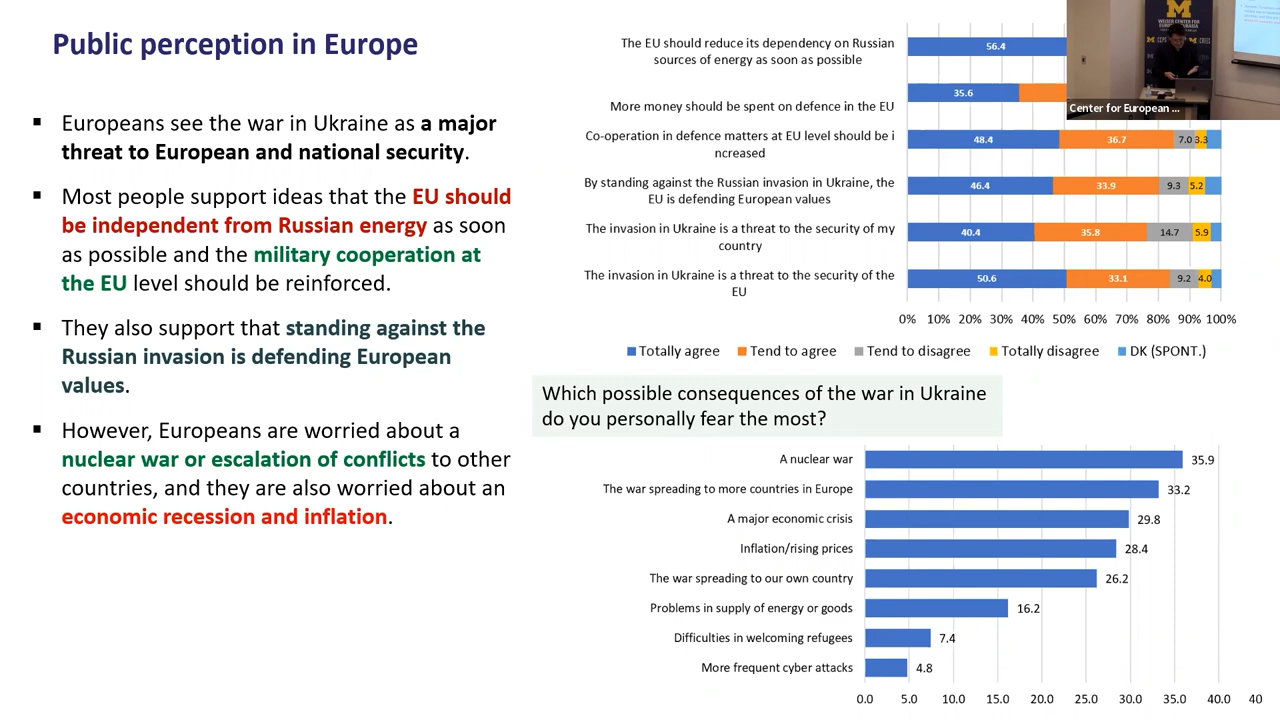 Public perception in Europe
▪ Europeans see the war in Ukraine as a major
threat to European and national security.
▪ Most people support ideas that the EU should
be independent from Russian energy as soon
as possible and the military cooperation at
the EU level should be reinforced.
▪ They also support that standing against the
Russian invasion is defending European
values.
▪ However, Europeans are worried about a
nuclear war or escalation of conflicts to other
countries, and they are also worried about an
economic recession and inflation.
The EU should reduce its dependency on Russian
sources of energy as soon as possible
56.4
More money should be spent on defence in the EU
35.6
Co-operation in defence matters at EU level should be i
ncreased
48.4 36.7 7.0 3.3
By standing against the Russian invasion in Ukraine, the
EU is defending European values
46.4 33.9 9.3 5.2
The invasion in Ukraine is a threat to the security of my
country
40.4 35.8 14.7 5.9
The invasion in Ukraine is a threat to the security of the
EU
50.6 33.1 9.2 4.0
0% 10% 20% 30% 40% 50% 60% 70% 80% 90% 100%
Totally agree Tend to agree Tend to disagree Totally disagree DK (SPONT.)
M
WEISER CENTER
Center for European ...
Which possible consequences of the war in Ukraine
do you personally fear the most?
A nuclear war 35.9
The war spreading to more countries in Europe 33.2
A major economic crisis 29.8
Inflation/rising prices 28.4
The war spreading to our own country 26.2
Problems in supply of energy or goods 16.2
Difficulties in welcoming refugees 7.4
More frequent cyber attacks 4.8
0.0 5.0 10.0 15.0 20.0 25.0 30.0 35.0 40.0 40